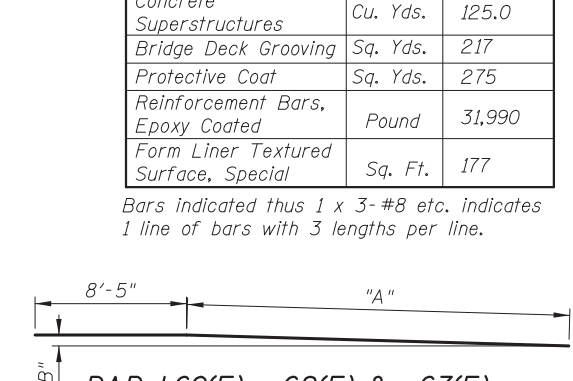 Concrete
Superstructures Cu. Yds. 125.0
Bridge Deck Grooving Sq. Yds. 217
Protective Coat Sq. Yds. 275
Reinforcement Bars,
Epoxy Coated Pound 31,990
Form Liner Textured
Surface, Special Sq. Ft. 177
Bars indicated thus 1 x 3-#8 etc. indicates
1 line of bars with 3 lengths per line.
8'-5" "A"